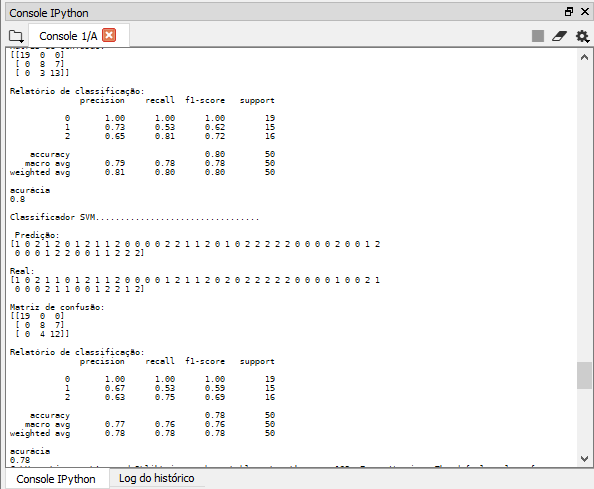 Console IPython
Console 1/A
[[19 0 0]
[ 0 8 7]
[ 0 3 13]]
Relatório de classificação:
precision recall f1-score support
0 1.00 1.00 1.00 19
1 0.73 0.53 0.62 15
2 0.65 0.81 0.72 16
accuracy 0.80 50
macro avg 0.79 0.78 0.78 50
weighted avg 0.81 0.80 0.80 50
acurácia
0.8
Classificador SVM.................................
Predição:
[1 0 2 1 2 0 1 2 1 1 2 0 0 0 0 2 2 1 1 2 0 1 0 2 2 2 2 2 0 0 0 0 2 0 0 1 2
0 0 0 1 2 2 0 0 1 1 2 2 2]
Real:
[1 0 2 1 1 0 1 2 1 1 2 0 0 0 0 1 2 1 1 2 0 2 0 2 2 2 2 2 0 0 0 0 1 0 0 2 1
0 0 0 2 1 1 0 0 1 2 2 1 2]
Matriz de confusão:
[[19 0 0]
[ 0 8 7]
[ 0 4 12]]
Relatório de classificação:
precision recall f1-score support
0 1.00 1.00 1.00 19
1 0.67 0.53 0.59 15
2 0.63 0.75 0.69 16
accuracy 0.78 50
macro avg 0.77 0.76 0.76 50
weighted avg 0.78 0.78 0.78 50
acurácia
0.78
Console IPython
Log do histórico